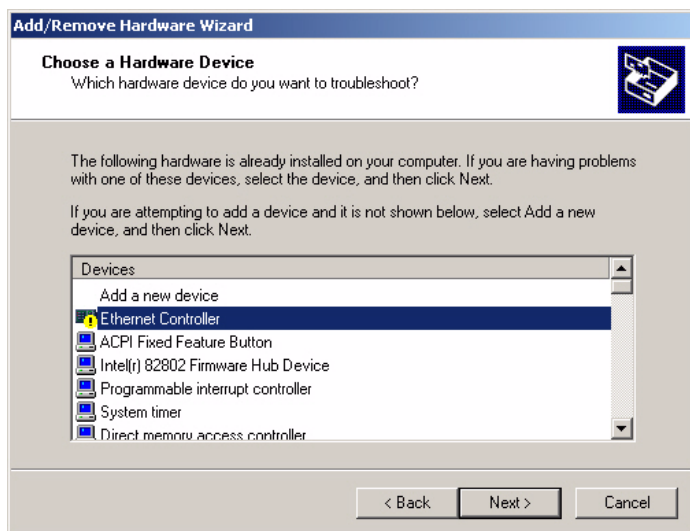 Add/Remove Hardware Wizard
Choose a Hardware Device
Which hardware device do you want to troubleshoot?
The following hardware is already installed on your computer. If you are having problems
with one of these devices, select the device, and then click Next.
If you are attempting to add a device and it is not shown below, select Add a new
device, and then click Next.
Devices
Add a new device
Ethernet Controller
ACPI Fixed Feature Button
Intel(r) 82802 Firmware Hub Device
Programmable interrupt controller
System timer
Direct memory access controller
< Back
Next >
Cancel